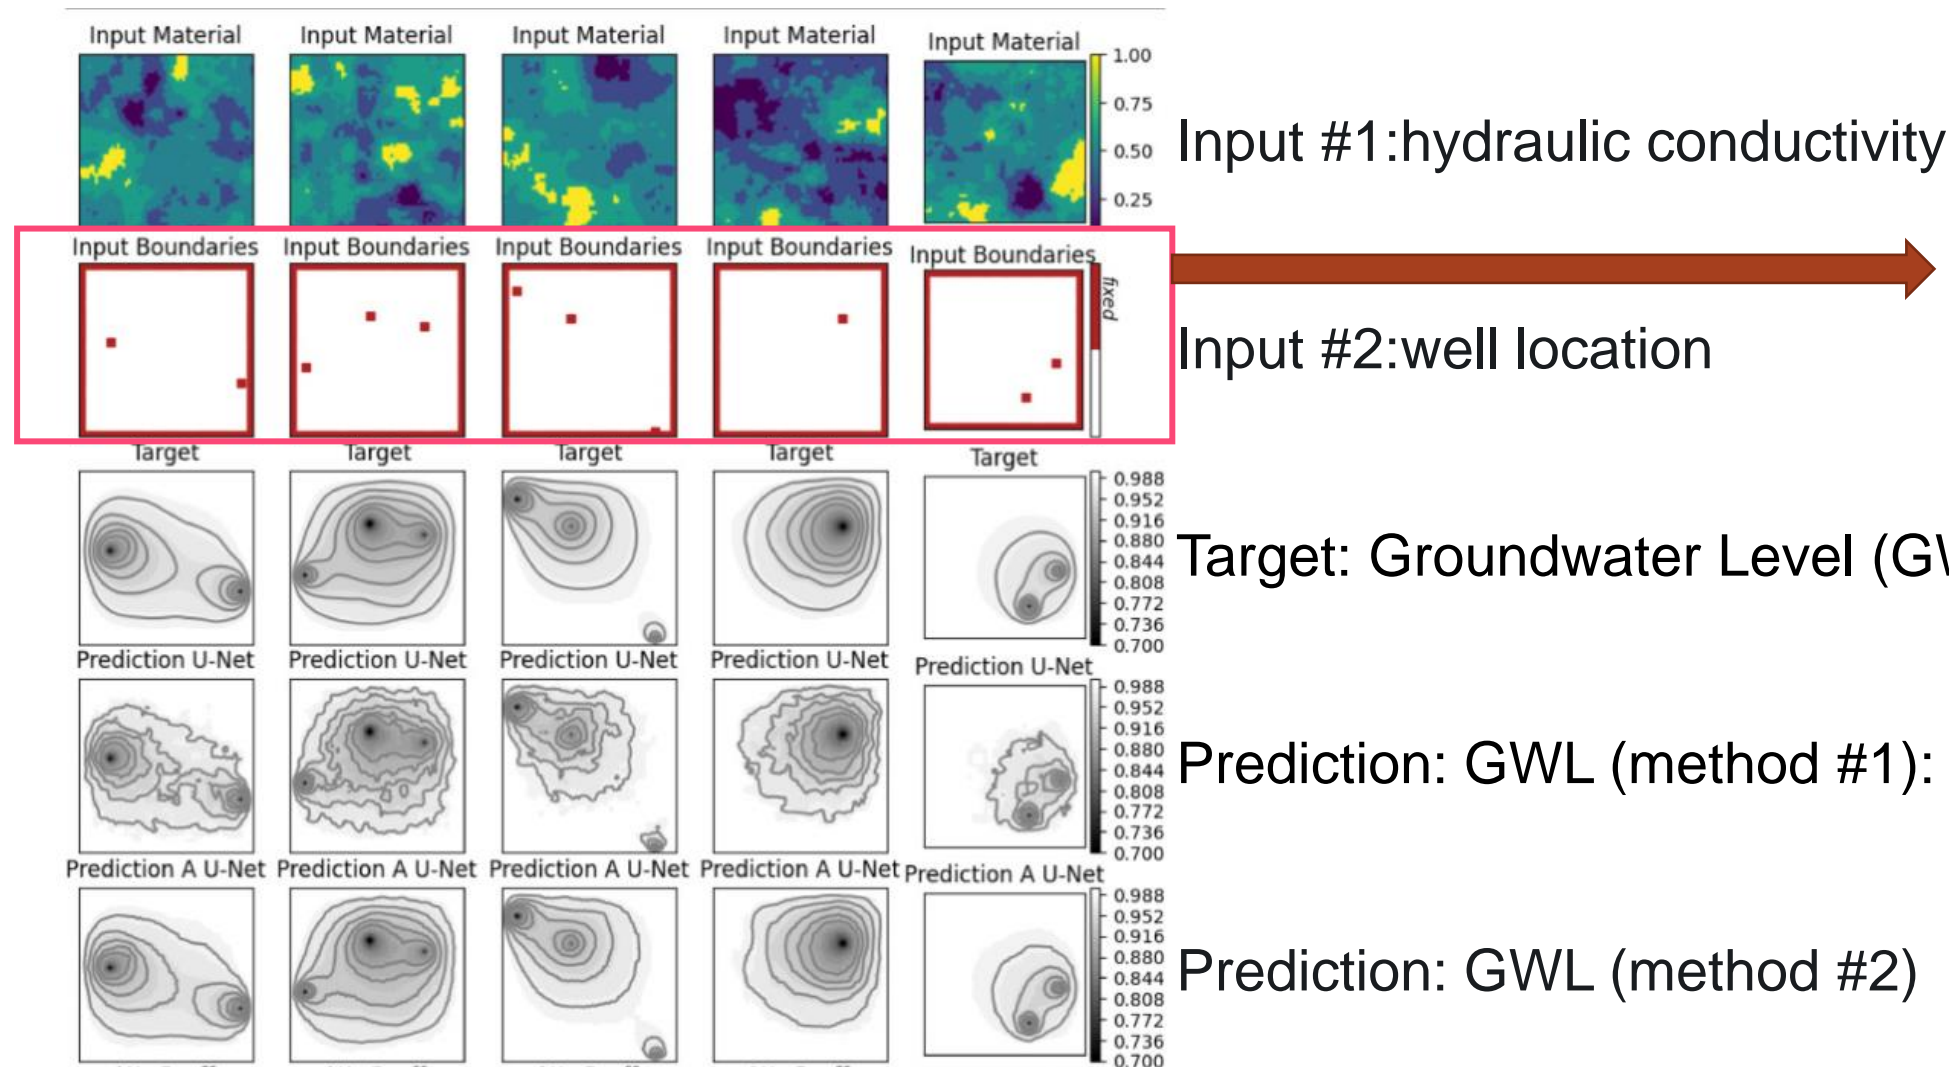 Input Material Input Material Input Material Input Material Input Material
1.00
0.75
0.50
0.25
Input #1:hydraulic conductivity
Input Boundaries Input Boundaries Input Boundaries Input Boundaries Input Boundaries
fixed
Input #2:well location
Target Target Target Target Target
0.988
0.952
0.916
0.880
0.844
0.808
0.772
0.736
0.700
Target: Groundwater Level (G
Prediction U-Net Prediction U-Net Prediction U-Net Prediction U-Net Prediction U-Net
0.988
0.952
0.916
0.880
0.844
0.808
0.772
0.736
0.700
Prediction: GWL (method #1):
Prediction A U-Net Prediction A U-Net Prediction A U-Net Prediction A U-Net Prediction A U-Net
0.988
0.952
0.916
0.880
0.844
0.808
0.772
0.736
0.700
Prediction: GWL (method #2)